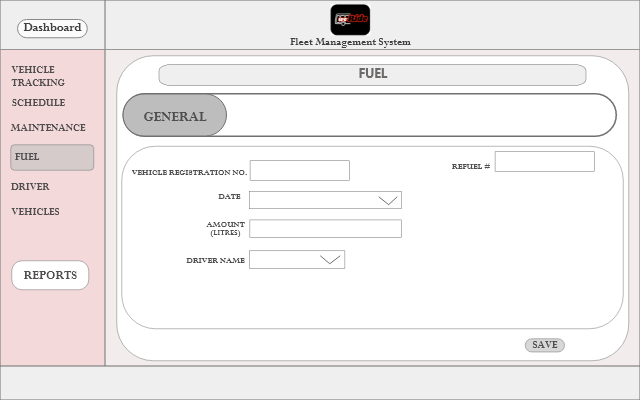 Dashboard
Fleet Management System
VEHICLE
TRACKING
SCHEDULE
MAINTENANCE
FUEL
DRIVER
VEHICLES
REPORTS
FUEL
GENERAL
VEHICLE REGISTRATION NO.
REFUEL #
DATE
AMOUNT
(LITRES)
DRIVER NAME
SAVE